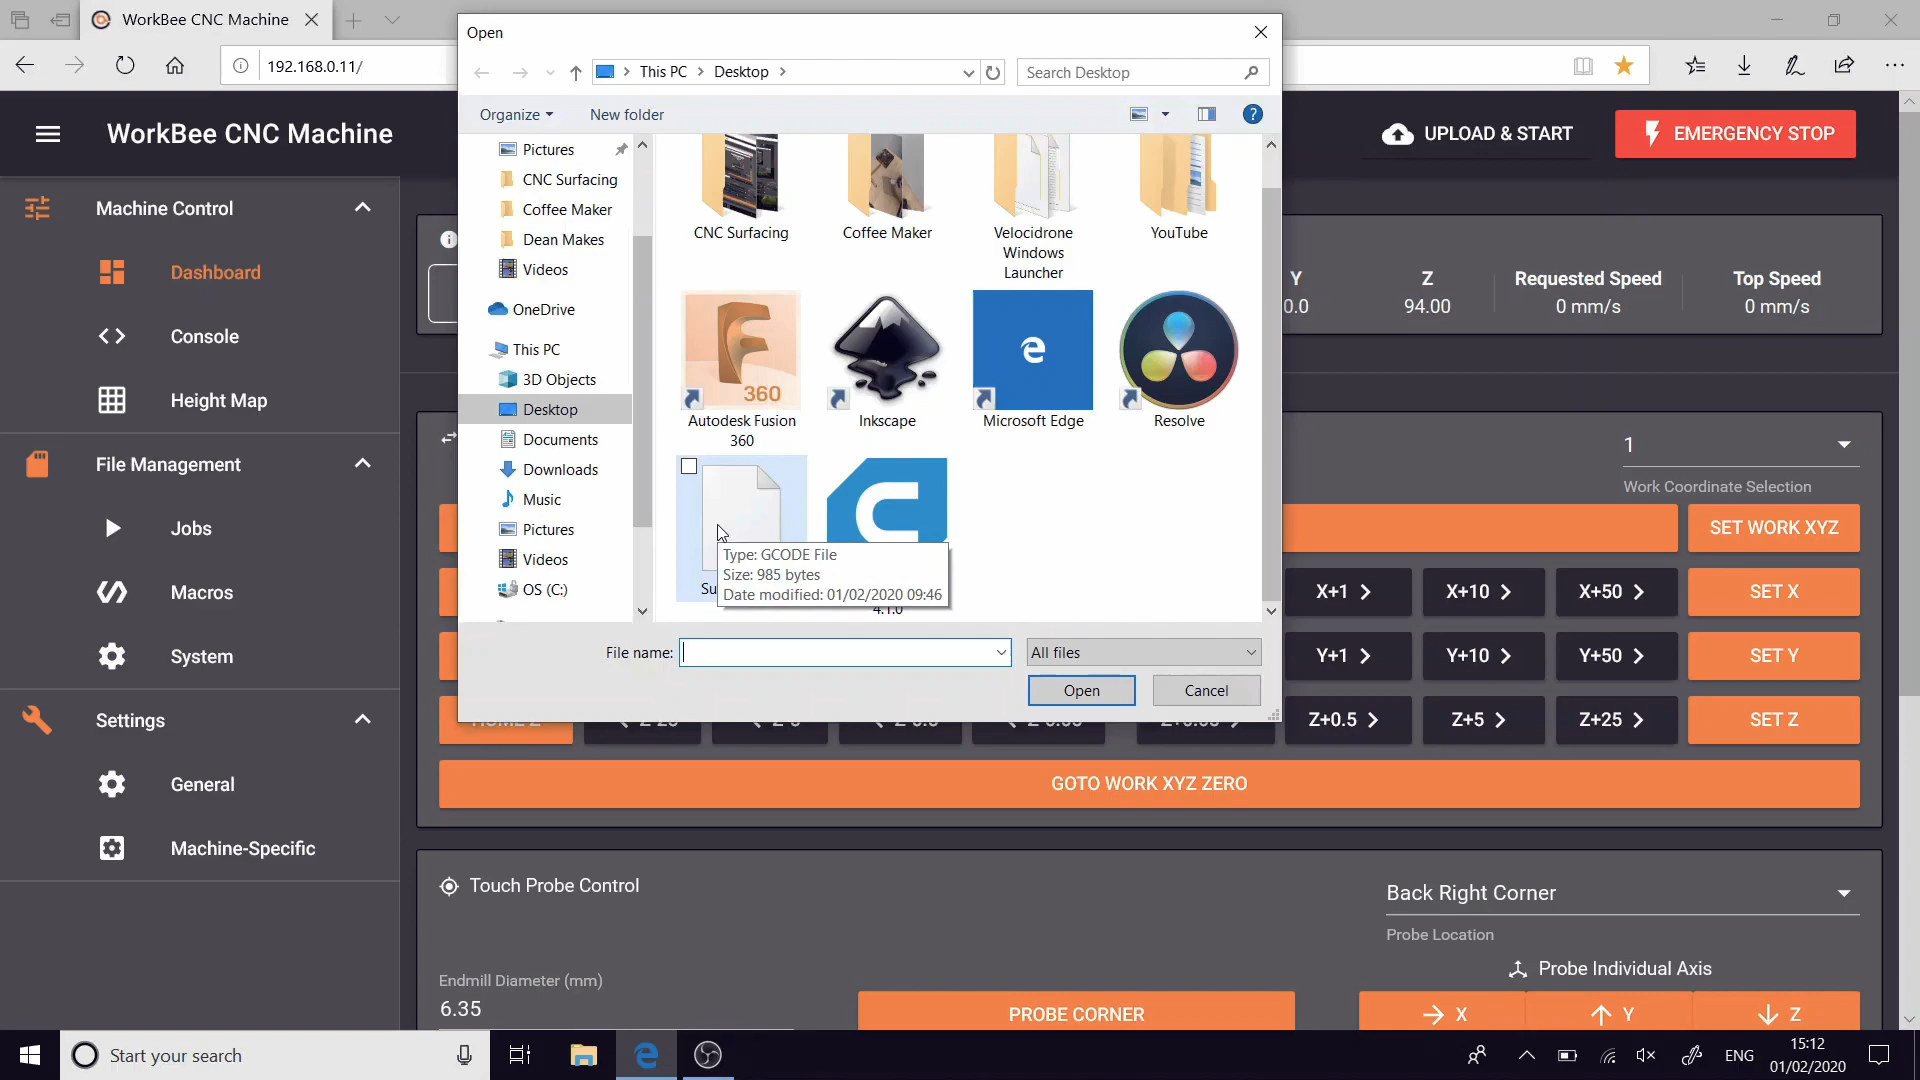 WorkBee CNC Machine
192.168.0.11/
Open
This PC
Desktop
Search Desktop
Organize
New folder
WorkBee CNC Machine
UPLOAD & START
EMERGENCY STOP
Machine Control
Dashboard
Console
Height Map
File Management
Jobs
Macros
System
Settings
General
Machine-Specific
Pictures
CNC Surfacing
Coffee Maker
Dean Makes
Videos
OneDrive
This PC
3D Objects
Desktop
Documents
Downloads
Music
Pictures
Videos
OS (C:)
CNC Surfacing
Coffee Maker
Velocidrone
Windows
Launcher
YouTube
360
Autodesk Fusion
360
Inkscape
Microsoft Edge
Resolve
Su
Type: GCODE File
Size: 985 bytes
Date modified: 01/02/2020 09:46
4.1.0
File name:
All files
Open
Cancel
Y
0.0
Z
94.00
Requested Speed
0 mm/s
Top Speed
0 mm/s
1
Work Coordinate Selection
SET WORK XYZ
X+1
X+10
X+50
SET X
Y+1
Y+10
Y+50
SET Y
Z+0.5
Z+5
Z+25
SET Z
GOTO WORK XYZ ZERO
Touch Probe Control
Back Right Corner
Probe Location
Endmill Diameter (mm)
6.35
PROBE CORNER
Probe Individual Axis
X
Y
Z
Start your search
ENG
15:12
01/02/2020